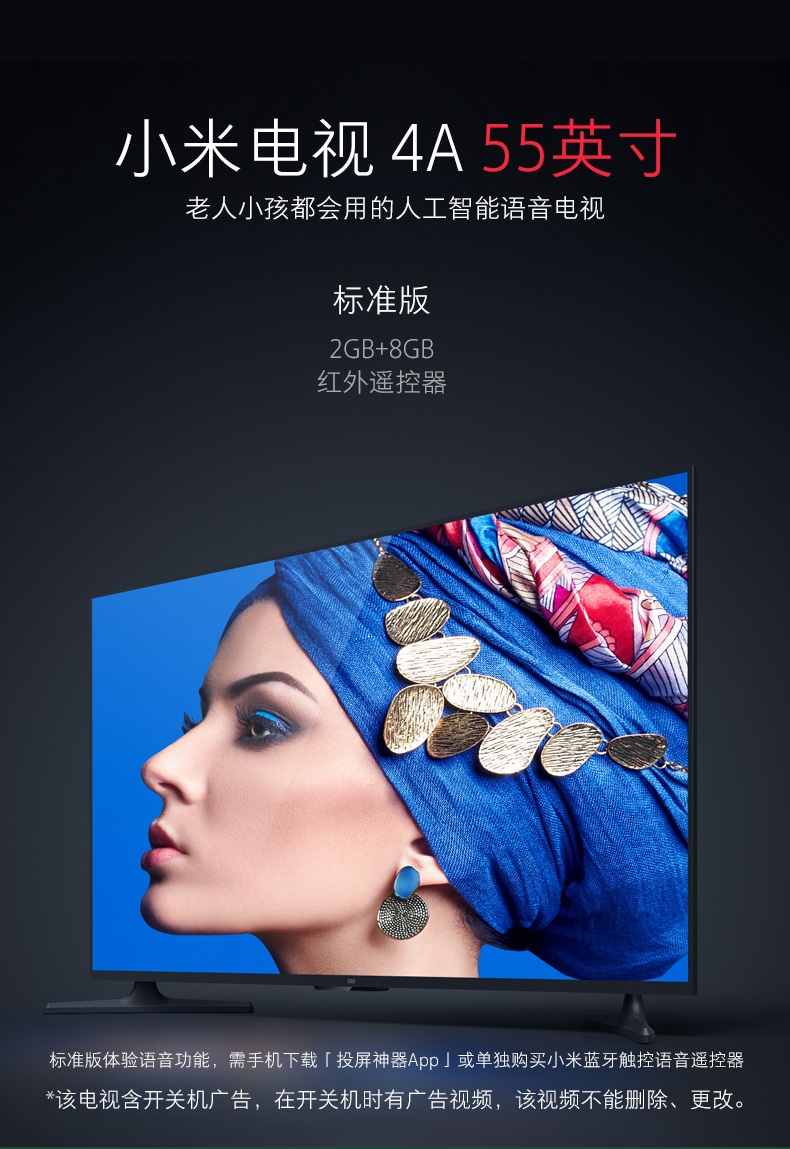 小米电视 4A 55英寸
老人小孩都会用的人工智能语音电视
标准版
2GB+8GB
红外遥控器
标准版体验语音功能，需手机下载「投屏神器App」或单独购买小米蓝牙触控语音遥控器
*该电视含开关机广告，在开关机时有广告视频，该视频不能删除、更改。